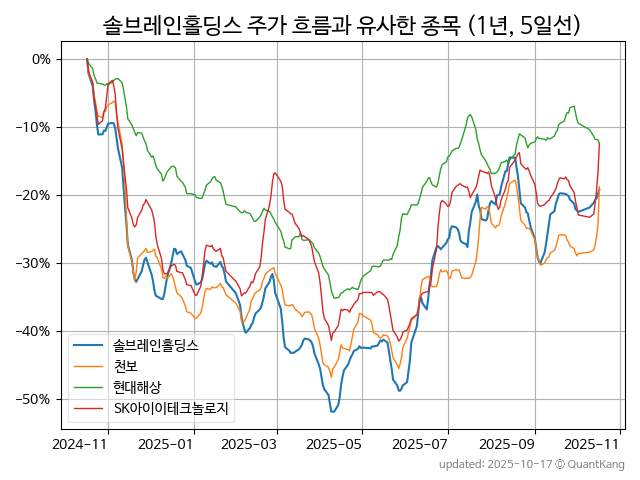 솔브레인홀딩스 주가 흐름과 유사한 종목 (1년, 5일선)
0%
−10%
−20%
−30%
−40%
−50%
솔브레인홀딩스
천보
현대해상
SK아이이테크놀로지
2024−11 2025−01 2025−03 2025−05 2025−07 2025−09 2025−11
updated: 2025-10-17 © QuantKang